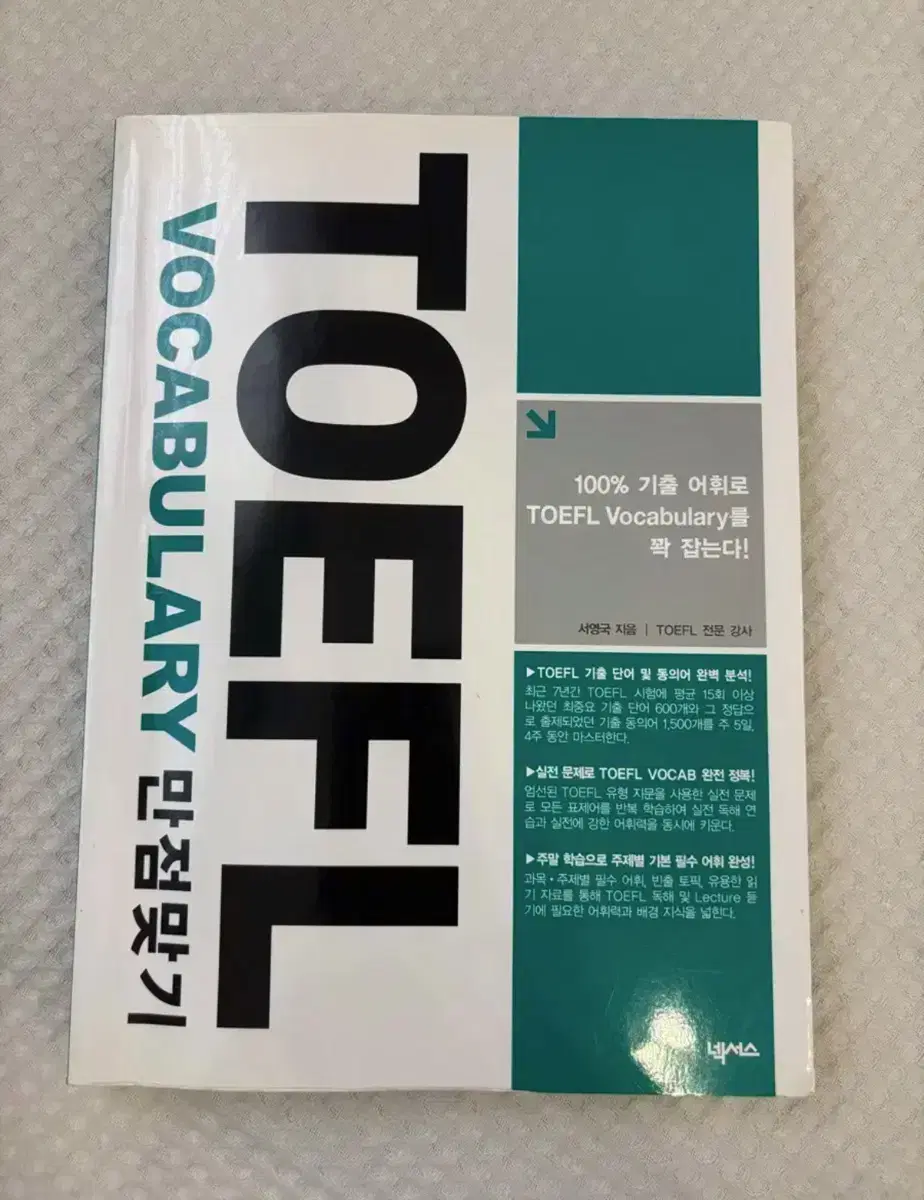 TOEFL
VOCABULARY 만점맞기
100% 기출 어휘로
TOEFL Vocabulary를
꽉 잡는다!
서영국 지음 | TOEFL 전문 강사
▶TOEFL 기출 단어 및 동의어 완벽 분석!
최근 7년간 TOEFL 시험에 평균 15회 이상
나왔던 최중요 기출 단어 600개와 그 정답으
로 출제되었던 기출 동의어 1,500개를 주 5일,
4주 동안 마스터한다.
▶실전 문제로 TOEFL VOCAB 완전 정복!
엄선된 TOEFL 유형 지문을 사용한 실전 문제
로 모든 표제어를 반복 학습하여 실전 독해 연
습과 실전에 강한 어휘력을 동시에 키운다.
▶주말 학습으로 주제별 기본 필수 어휘 완성!
과목·주제별 필수 어휘, 빈출 토픽, 유용한 읽
기 자료를 통해 TOEFL 독해 및 Lecture 듣
기에 필요한 어휘력과 배경 지식을 넓힌다.
넥서스